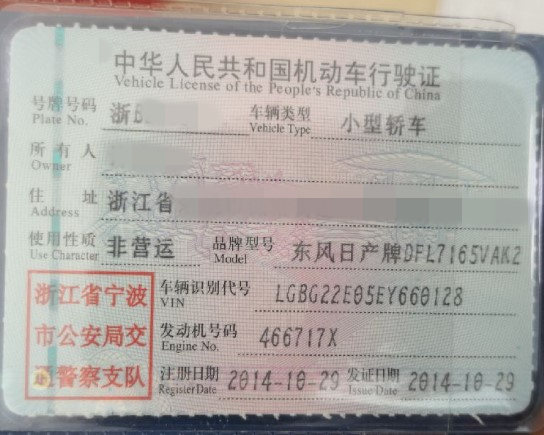 中华人民共和国机动车行驶证
Vehicle License of the People's Republic of China
号牌号码 浙B 车辆类型 小型轿车
Plate No. Vehicle Type
所有人
Owner
住址 浙江省
Address
使用性质 非营运 品牌型号 东风日产牌DFL7165VAK2
Use Character Model
浙江省宁波
市公安局交
通警察支队
车辆识别代号 LGBG22E05EY660128
VIN
发动机号码 466717X
Engine No.
注册日期 2014-10-29 发证日期 2014-10-29
Register Date Issue Date